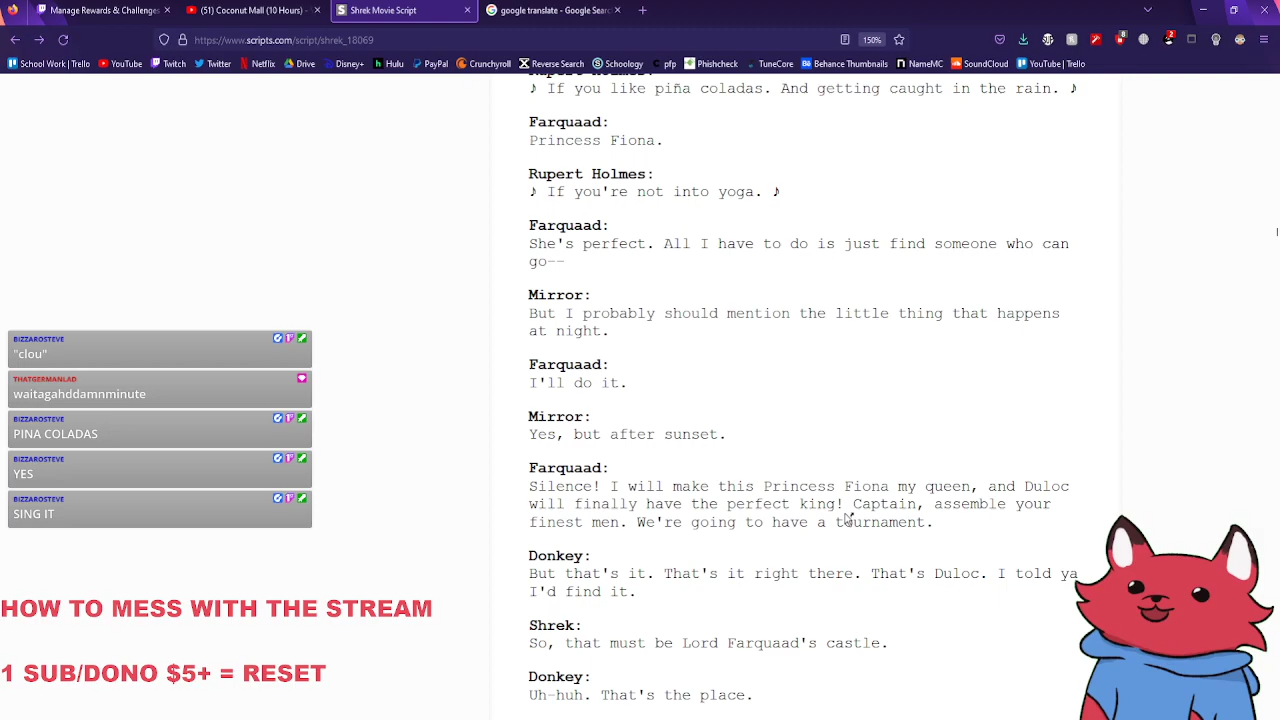 Manage Rewards & Challenges
(51) Coconut Mall (10 Hours) -
Shrek Movie Script
google translate - Google Sear
https://www.scripts.com/script/shrek_18069
150%
School Work | Trello
YouTube
Twitch
Twitter
Netflix
Drive
Disney+
Hulu
PayPal
Crunchyroll
Reverse Search
Schoology
pfp
Phishcheck
TuneCore
Behance Thumbnails
NameMC
SoundCloud
YouTube | Trello
Rupert Holmes:
♪ If you like piña coladas. And getting caught in the rain. ♪
Farquaad:
Princess Fiona.
Rupert Holmes:
♪ If you're not into yoga. ♪
Farquaad:
She's perfect. All I have to do is just find someone who can
go--
Mirror:
But I probably should mention the little thing that happens
at night.
Farquaad:
I'll do it.
Mirror:
Yes, but after sunset.
Farquaad:
Silence! I will make this Princess Fiona my queen, and Duloc
will finally have the perfect king! Captain, assemble your
finest men. We're going to have a tournament.
Donkey:
But that's it. That's it right there. That's Duloc. I told ya
I'd find it.
Shrek:
So, that must be Lord Farquaad's castle.
Donkey:
Uh-huh. That's the place.
BIZZAROSTEVE
"clou"
THATGERMANLAD
waitagahddamnminute
BIZZAROSTEVE
PINA COLADAS
BIZZAROSTEVE
YES
BIZZAROSTEVE
SING IT
HOW TO MESS WITH THE STREAM
1 SUB/DONO $5+ = RESET